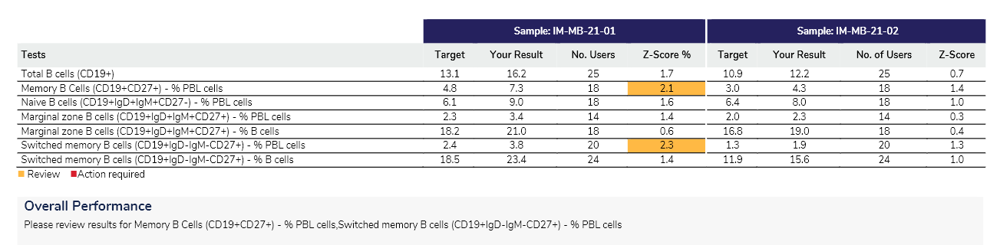 Sample: IM-MB-21-01 Sample: IM-MB-21-02
Tests Target Your Result No. Users Z-Score % Target Your Result No. of Users Z-Score
Total B cells (CD19+) 13.1 16.2 25 1.7 10.9 12.2 25 0.7
Memory B Cells (CD19+CD27+) - % PBL cells 4.8 7.3 18 2.1 3.0 4.3 18 1.4
Naive B cells (CD19+IgD+IgM+CD27-) - % PBL cells 6.1 9.0 18 1.6 6.4 8.0 18 1.0
Marginal zone B cells (CD19+IgD+IgM+CD27+) - % PBL cells 2.3 3.4 14 1.4 2.0 2.3 14 0.3
Marginal zone B cells (CD19+IgD+IgM+CD27+) - % B cells 18.2 21.0 18 0.6 16.8 19.0 18 0.4
Switched memory B cells (CD19+IgD-IgM-CD27+) - % PBL cells 2.4 3.8 20 2.3 1.3 1.9 20 1.3
Switched memory B cells (CD19+IgD-IgM-CD27+) - % B cells 18.5 23.4 24 1.4 11.9 15.6 24 1.0
Review Action required
Overall Performance
Please review results for Memory B Cells (CD19+CD27+) - % PBL cells,Switched memory B cells (CD19+IgD-IgM-CD27+) - % PBL cells